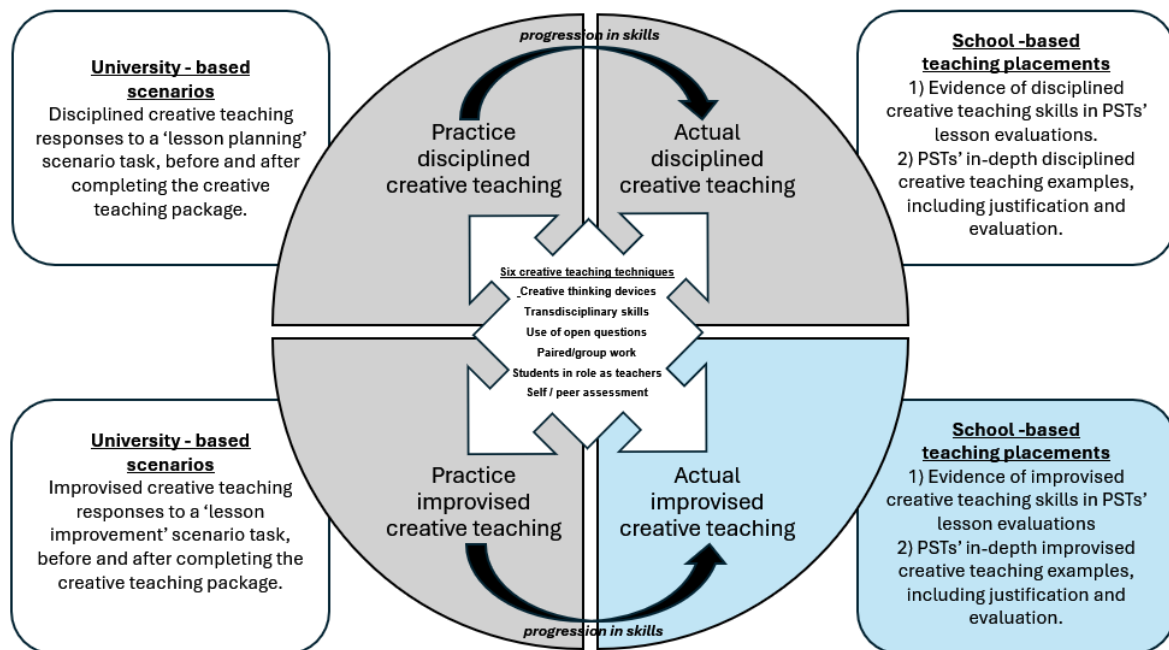 University - based
scenarios
Disciplined creative teaching
responses to a ‘lesson planning’
scenario task, before and after
completing the creative
teaching package.
progression in skills
Practice
disciplined
creative teaching
Actual
disciplined
creative teaching
School -based
teaching placements
1) Evidence of disciplined
creative teaching skills in PSTs’
lesson evaluations.
2) PSTs’ in-depth disciplined
creative teaching examples,
including justification and
evaluation.
Six creative teaching techniques
Creative thinking devices
Transdisciplinary skills
Use of open questions
Paired/group work
Students in role as teachers
Self / peer assessment
University - based
scenarios
Improvised creative teaching
responses to a ‘lesson
improvement’ scenario task,
before and after completing the
creative teaching package.
Practice
improvised
creative teaching
Actual
improvised
creative teaching
progression in skills
School -based
teaching placements
1) Evidence of improvised
creative teaching skills in PSTs’
lesson evaluations
2) PSTs’ in-depth improvised
creative teaching examples,
including justification and
evaluation.